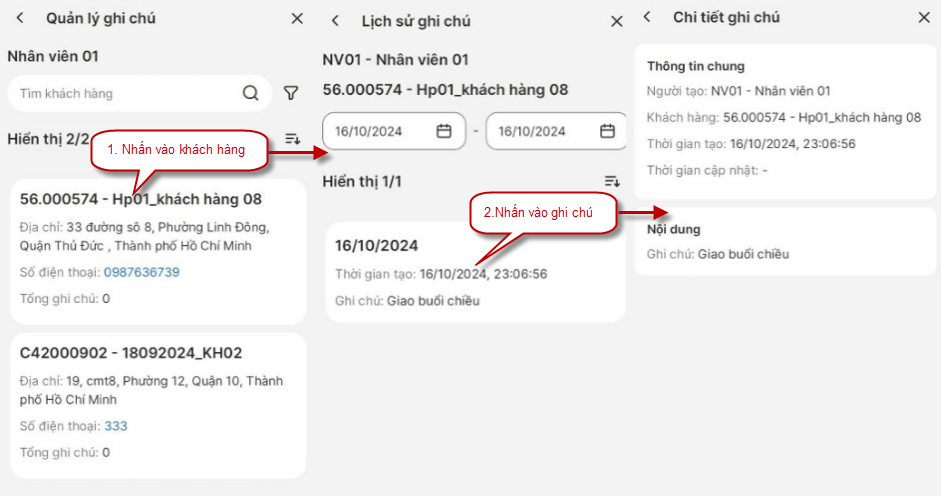 Quản lý ghi chú
Nhân viên 01
Tìm khách hàng
Hiển thị 2/2
1. Nhấn vào khách hàng
56.000574 - Hp01_khách hàng 08
Địa chỉ: 33 đường số 8, Phường Linh Đông,
Quận Thủ Đức , Thành phố Hồ Chí Minh
Số điện thoại: 0987636739
Tổng ghi chú: 0
C42000902 - 18092024_KH02
Địa chỉ: 19, cmt8, Phường 12, Quận 10, Thành
phố Hồ Chí Minh
Số điện thoại: 333
Tổng ghi chú: 0
Lịch sử ghi chú
NV01 - Nhân viên 01
56.000574 - Hp01_khách hàng 08
16/10/2024 - 16/10/2024
Hiển thị 1/1
2.Nhấn vào ghi chú
16/10/2024
Thời gian tạo: 16/10/2024, 23:06:56
Ghi chú: Giao buổi chiều
Chi tiết ghi chú
Thông tin chung
Người tạo: NV01 - Nhân viên 01
Khách hàng: 56.000574 - Hp01_khách hàng 08
Thời gian tạo: 16/10/2024, 23:06:56
Thời gian cập nhật: -
Nội dung
Ghi chú: Giao buổi chiều